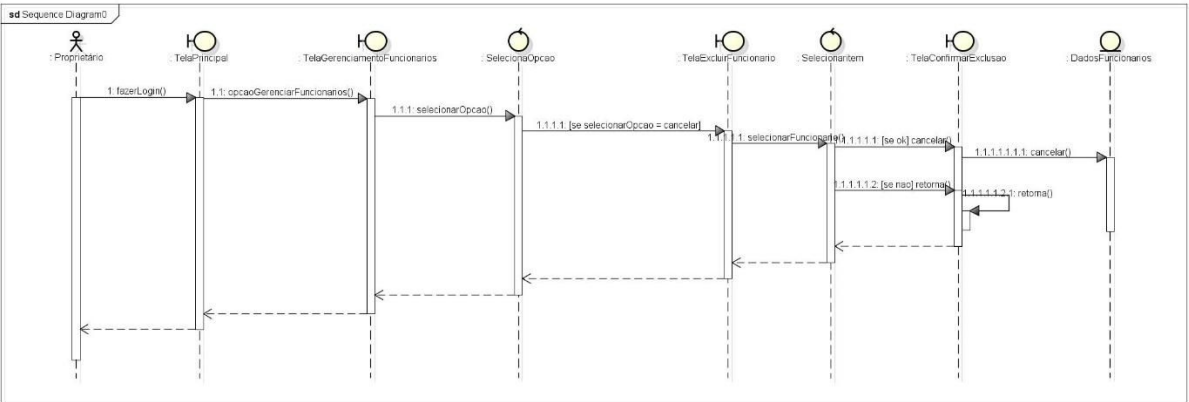 sd Sequence Diagram0
: Proprietário
: TelaPrincipal
: TelaGerenciamentoFuncionarios
: SelecionaOpcao
: TelaExcluirFuncionario
: Selecionaritem
: TelaConfirmarExclusao
: DadosFuncionarios
1: fazerLogin()
1.1: opcaoGerenciarFuncionarios()
1.1.1: selecionarOpcao()
1.1.1.1: [se selecionarOpcao = cancelar]
1.1.1.1.1: selecionarFuncionario()
1.1.1.1.1.1: [se ok] cancelar()
1.1.1.1.1.1.1: cancelar()
1.1.1.1.1.2: [se nao] retorna()
1.1.1.1.1.2.1: retorna()